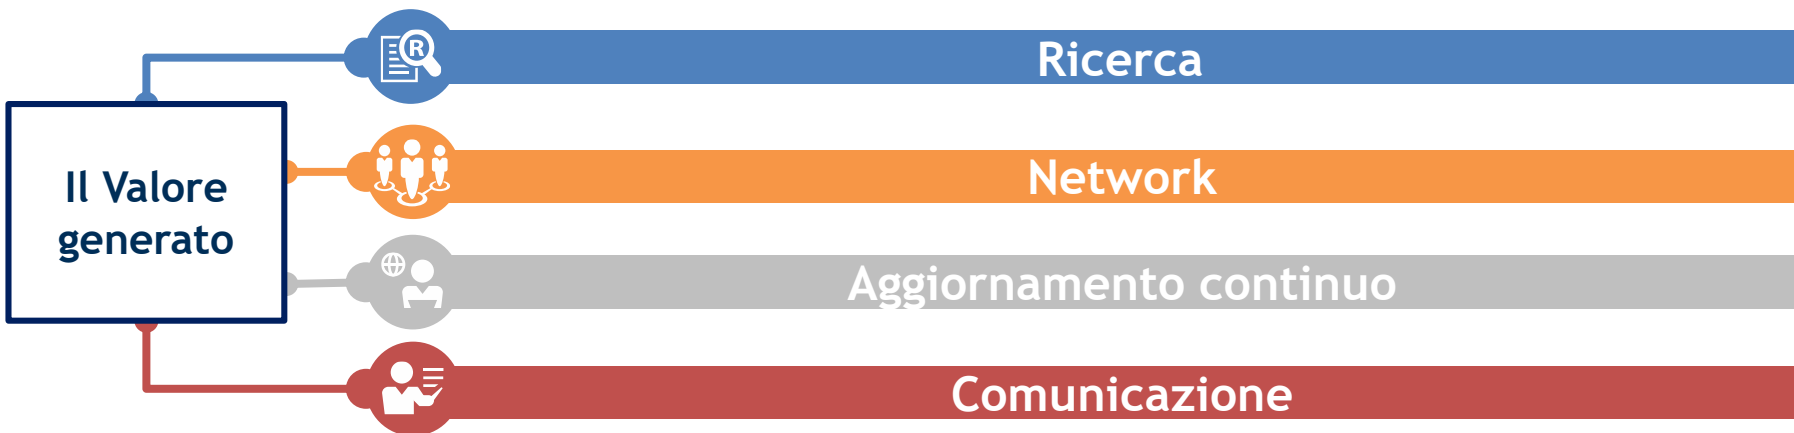 Ricerca
Il Valore
generato
Network
Aggiornamento continuo
Comunicazione
R